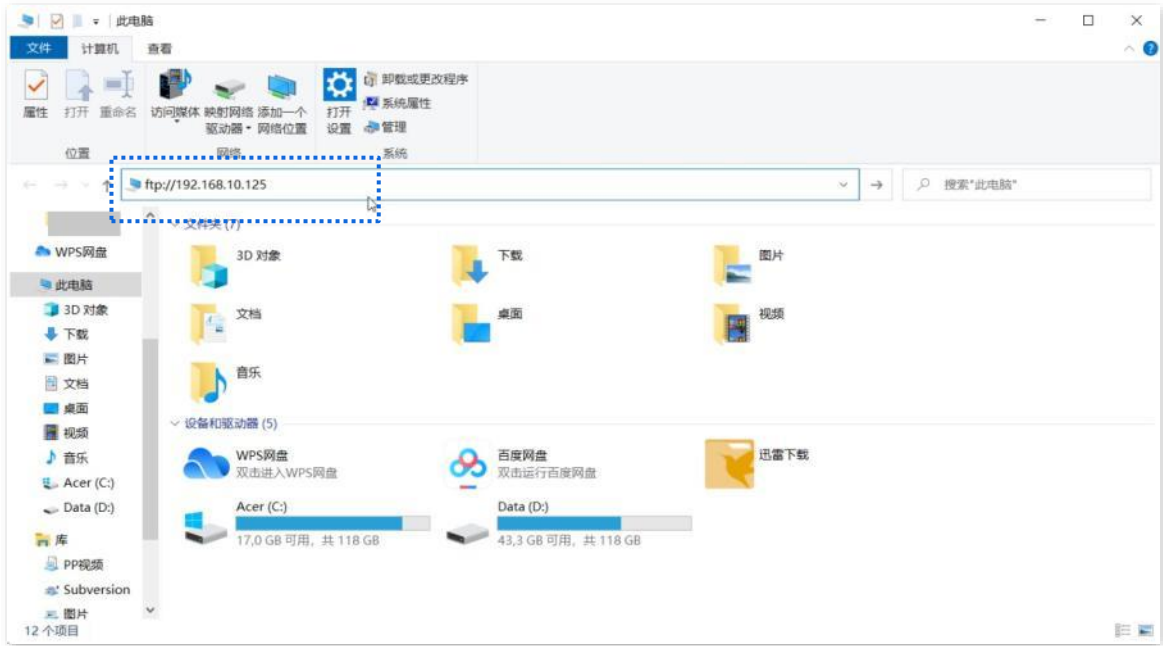 此电脑
文件 计算机 查看
属性 打开 重命名 访问媒体 映射网络驱动器 添加一个网络位置 打开设置 卸载或更改程序
系统属性
管理
位置 网络 系统
ftp://192.168.10.125
搜索"此电脑"
WPS网盘
此电脑
3D 对象
下载
图片
文档
桌面
视频
音乐
Acer (C:)
Data (D:)
库
PP视频
Subversion
图片
文件夹 (7)
3D 对象 下载 图片
文档 桌面 视频
音乐
设备和驱动器 (5)
WPS网盘 百度网盘 迅雷下载
双击进入WPS网盘 双击运行百度网盘
Acer (C:) Data (D:)
17,0 GB 可用, 共 118 GB 43,3 GB 可用, 共 118 GB
12 个项目